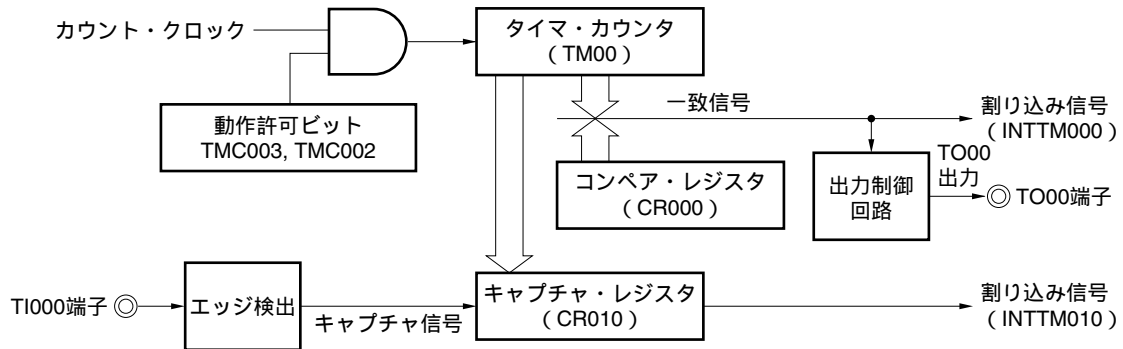 カウント・クロック
タイマ・カウンタ
( TM00 )
動作許可ビット
TMC003, TMC002
一致信号
割り込み信号
( INTTM000 )
コンペア・レジスタ
( CR000 )
出力制御
回路
TO00
出力
TO00端子
TI000端子
エッジ検出
キャプチャ信号
キャプチャ・レジスタ
( CR010 )
割り込み信号
( INTTM010 )